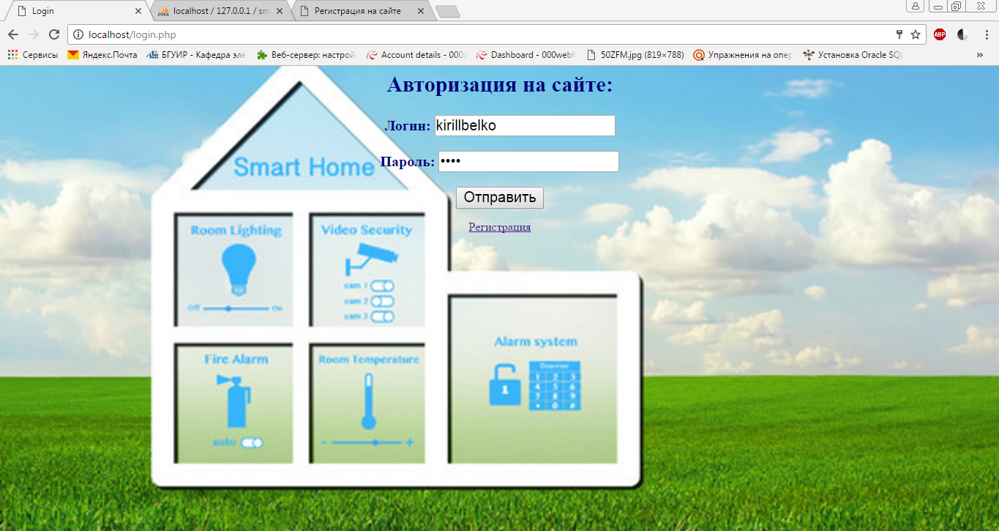 Login
localhost / 127.0.0.1 / sm
Регистрация на сайте
localhost/login.php
ABP
Сервисы
Яндекс.Почта
БГУИР - Кафедра эле
Веб-сервер: настрой
Account details - 000w
Dashboard - 000webh
50ZFM.jpg (819×788)
Упражнения на опер
Установка Oracle SQL
»
Авторизация на сайте:
Логин: kirillbelko
Пароль: ••••
Отправить
Регистрация
Smart Home
Room Lighting
Off On
Video Security
cam 1
cam 2
cam 3
Fire Alarm
auto
Room Temperature
- +
Alarm system
1 2 3
4 5 6
7 8 9
* 0 #